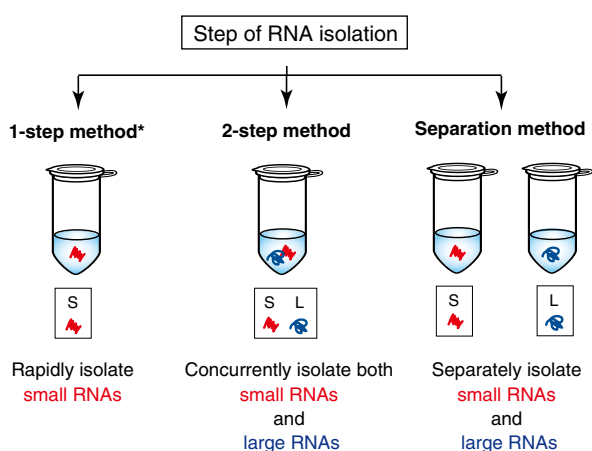 Step of RNA isolation
1-step method*
2-step method
Separation method
S
S L
S
L
Rapidly isolate
small RNAs
Concurrently isolate both
small RNAs
and
large RNAs
Separately isolate
small RNAs
and
large RNAs